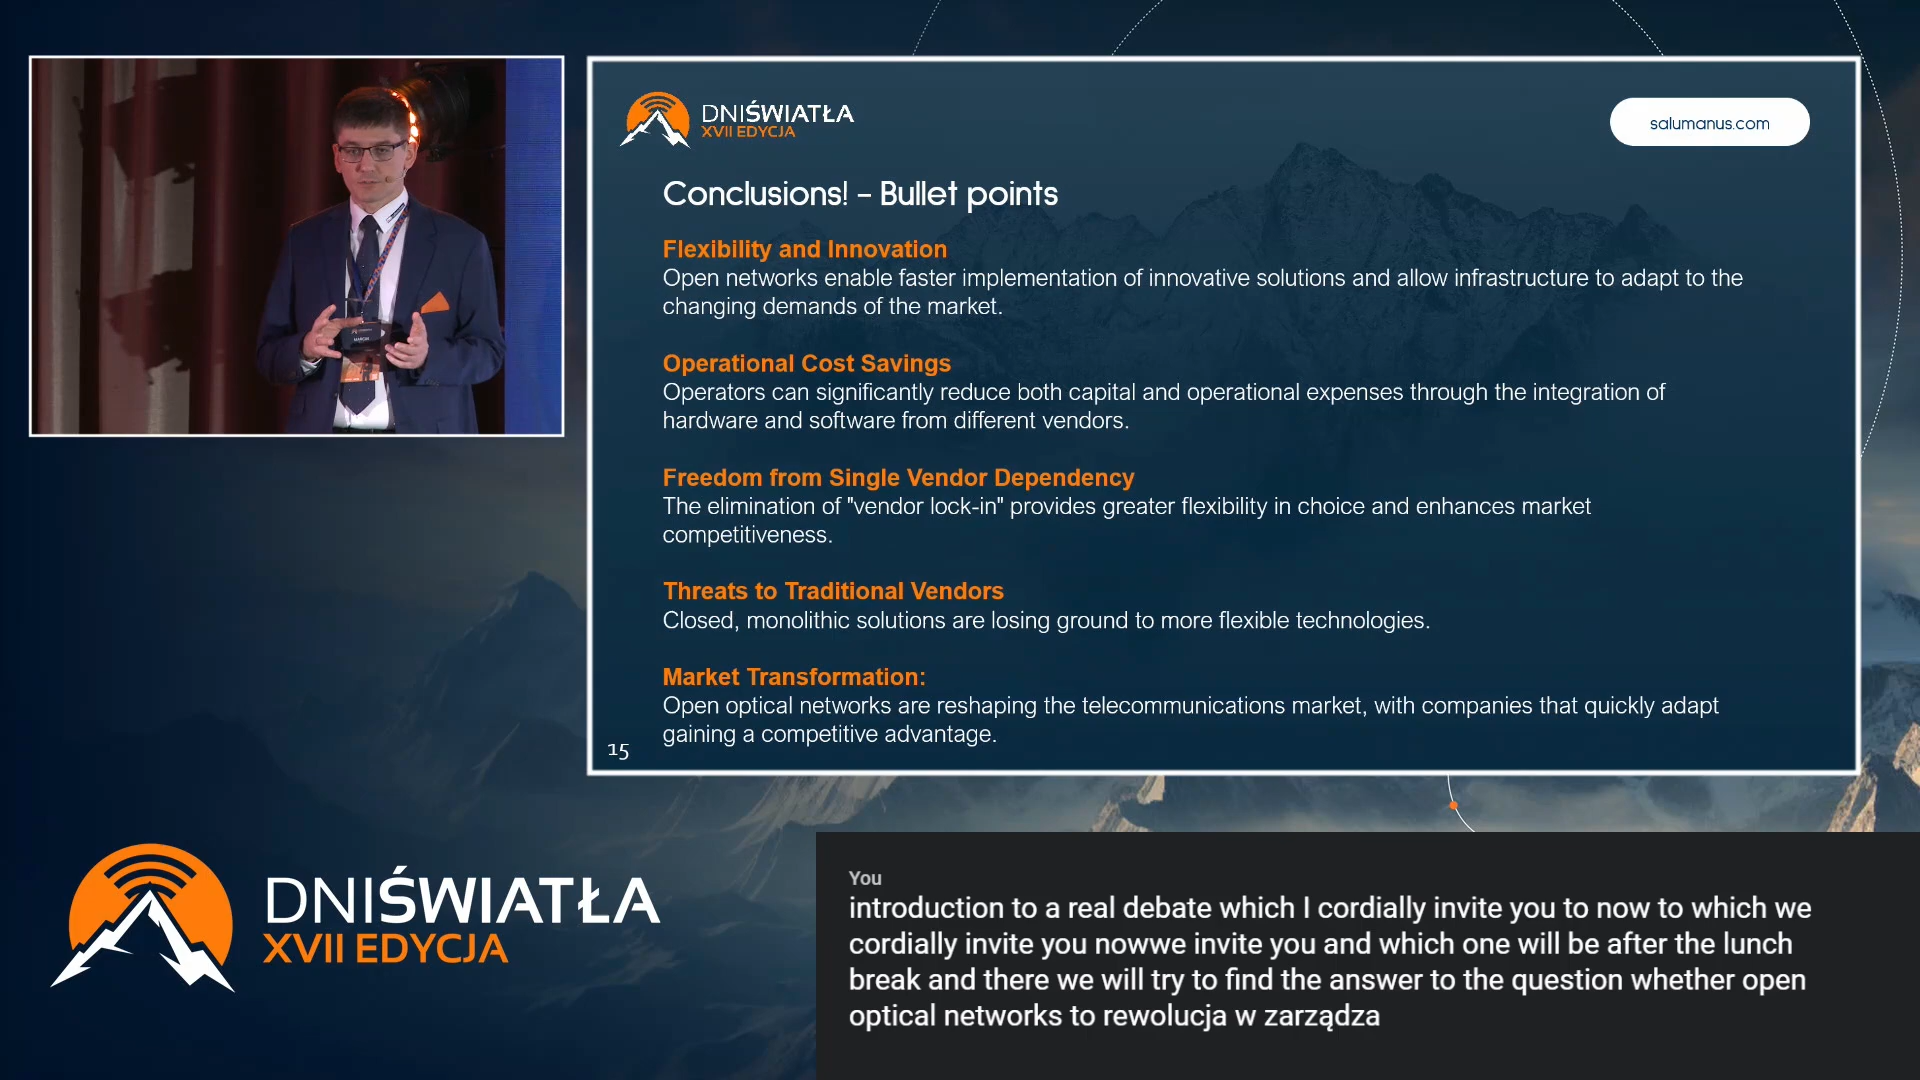 DNIŚWIATŁA
XVII EDYCJA
salumanus.com
Conclusions! – Bullet points
Flexibility and Innovation
Open networks enable faster implementation of innovative solutions and allow infrastructure to adapt to the
changing demands of the market.
Operational Cost Savings
Operators can significantly reduce both capital and operational expenses through the integration of
hardware and software from different vendors.
Freedom from Single Vendor Dependency
The elimination of "vendor lock-in" provides greater flexibility in choice and enhances market
competitiveness.
Threats to Traditional Vendors
Closed, monolithic solutions are losing ground to more flexible technologies.
Market Transformation:
Open optical networks are reshaping the telecommunications market, with companies that quickly adapt
gaining a competitive advantage.
15
MARCIN
DNIŚWIATŁA
XVII EDYCJA
You
introduction to a real debate which I cordially invite you to now to which we
cordially invite you nowwe invite you and which one will be after the lunch
break and there we will try to find the answer to the question whether open
optical networks to rewolucja w zarządza